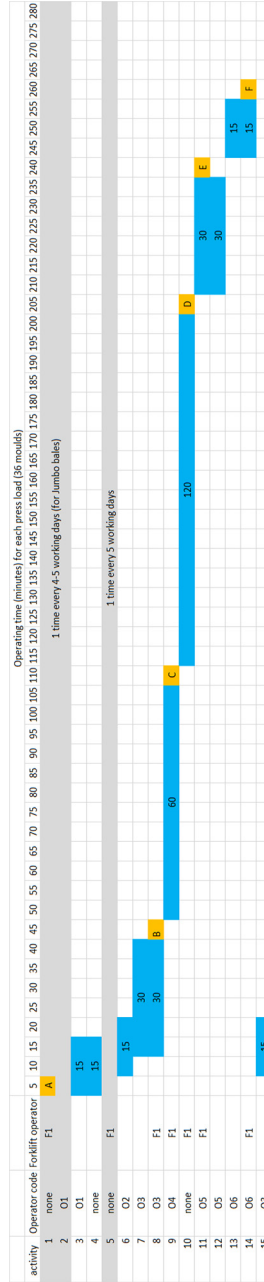 Operating time (minutes) for each press load (36 moulds)
activity Operator code Forklift operator 5 10 15 20 25 30 35 40 45 50 55 60 65 70 75 80 85 90 95 100 105 110 115 120 125 130 135 140 145 150 155 160 165 170 175 180 185 190 195 200 205 210 215 220 225 230 235 240 245 250 255 260 265 270 275 280
1 none F1 A
1 time every 4-5 working days (for Jumbo bales)
2 O1
3 O1 15
4 none 15
5 none F1 1 time every 5 working days
6 O2 15
7 O3 30
8 O3 F1 30 B
9 O4 F1 60 C
10 none F1 120 D
11 O5 F1 30 E
12 O5 30
13 O6 15
14 O6 F1 15 F